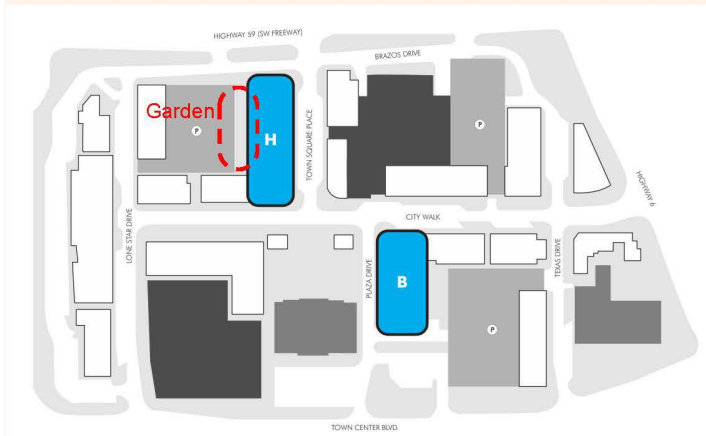 HIGHWAY 59 (SW FREEWAY)
BRAZOS DRIVE
Garden
P
H
TOWN SQUARE PLACE
P
HIGHWAY 6
LONE STAR DRIVE
CITY WALK
PLAZA DRIVE
B
TEXAS DRIVE
P
TOWN CENTER BLVD.